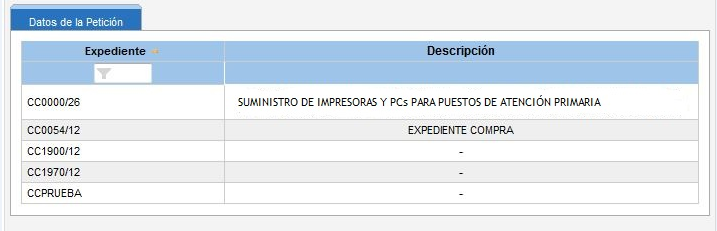 Datos de la Petición
Expediente Descripción
CC0000/26 SUMINISTRO DE IMPRESORAS Y PCs PARA PUESTOS DE ATENCIÓN PRIMARIA
CC0054/12 EXPEDIENTE COMPRA
CC1900/12 -
CC1970/12 -
CCPRUEBA -